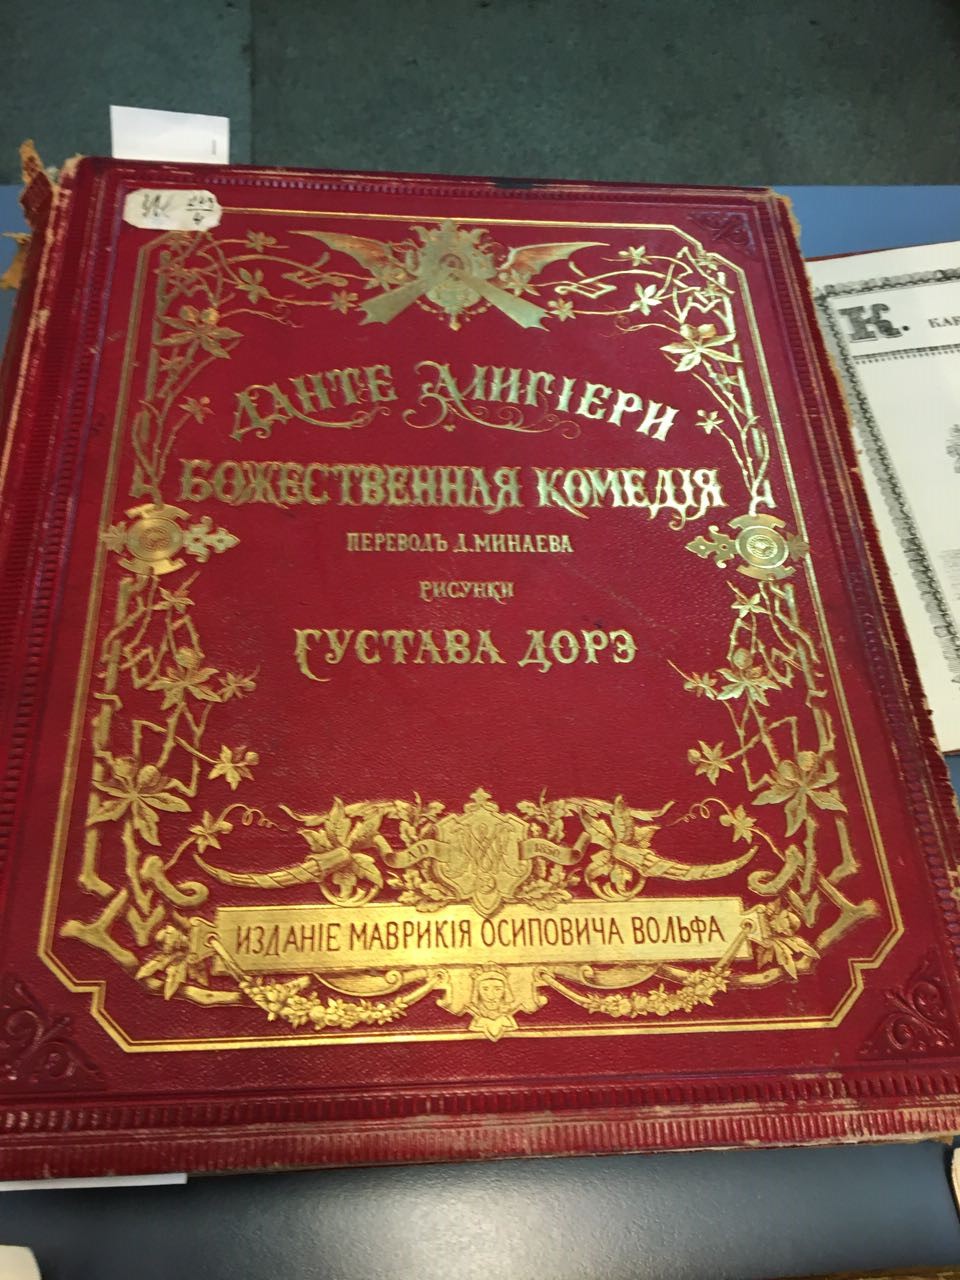 ДАНТЕ АЛИГІЕРИ
БОЖЕСТВЕННАЯ КОМЕДІЯ
ПЕРЕВОДЪ Д. МИНАЕВА
РИСУНКИ
ГУСТАВА ДОРЭ
ИЗДАНІЕ МАВРИКІЯ ОСИПОВИЧА ВОЛЬФА
К.